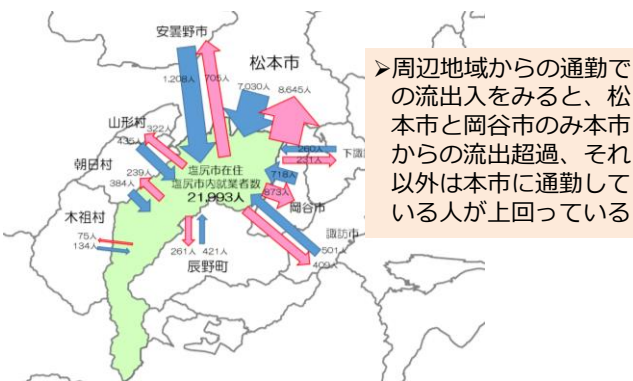 安曇野市
松本市
1,208人
705人
7,030人
8,645人
山形村
322人
435人
朝日村
239人
384人
塩尻市在住
塩尻市内就業者数
21,993人
260人
231人
下諏
718人
873人
岡谷市
木祖村
75人
134人
諏訪市
501人
409人
261人
421人
辰野町
➢周辺地域からの通勤で
の流出入をみると、松
本市と岡谷市のみ本市
からの流出超過、それ
以外は本市に通勤して
いる人が上回っている